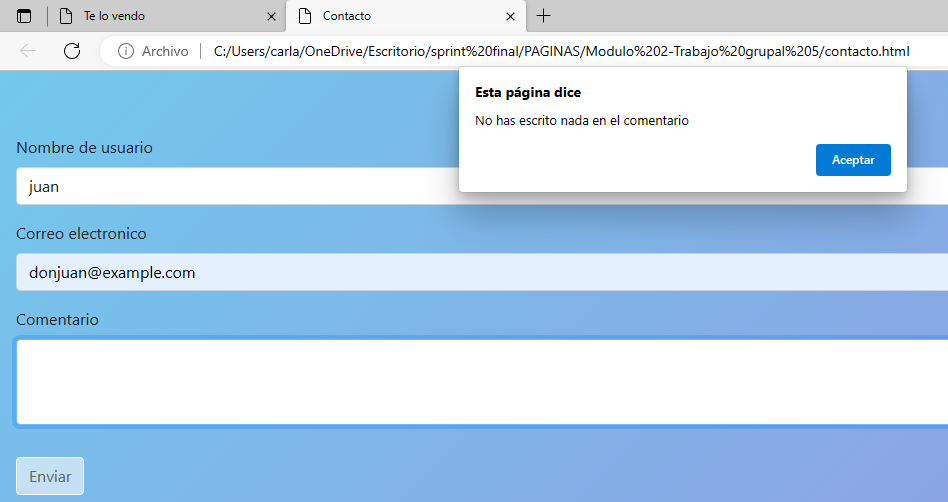 Te lo vendo
Contacto
Archivo
C:/Users/carla/OneDrive/Escritorio/sprint%20final/PAGINAS/Modulo%202-Trabajo%20grupal%205/contacto.html
Esta página dice
No has escrito nada en el comentario
Aceptar
Nombre de usuario
juan
Correo electronico
donjuan@example.com
Comentario
Enviar